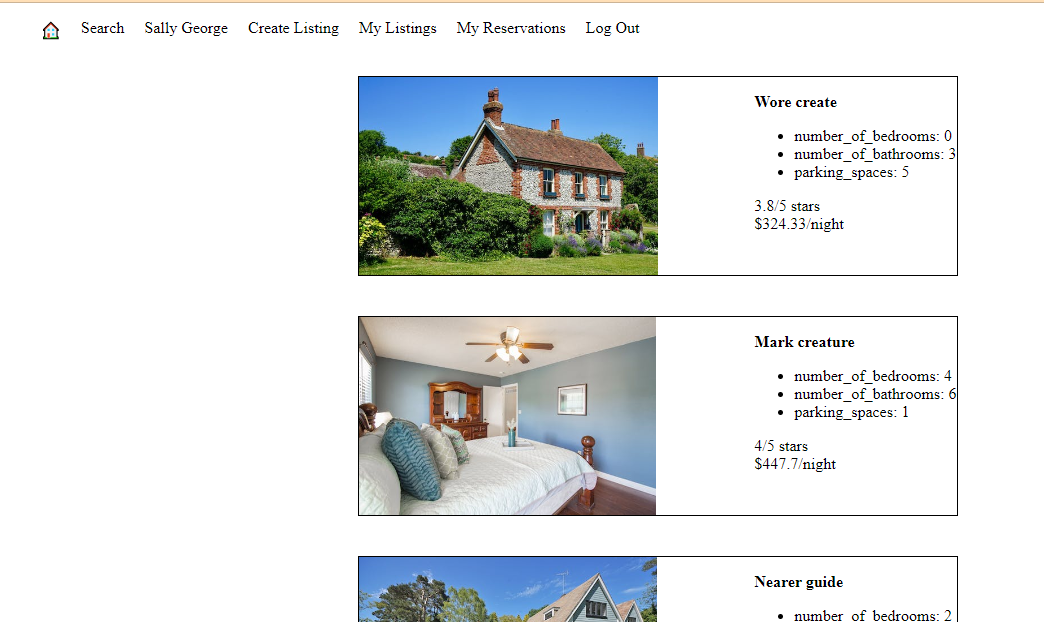 Search Sally George Create Listing My Listings My Reservations Log Out
Wore create
number_of_bedrooms: 0
number_of_bathrooms: 3
parking_spaces: 5
3.8/5 stars
$324.33/night
Mark creature
number_of_bedrooms: 4
number_of_bathrooms: 6
parking_spaces: 1
4/5 stars
$447.7/night
Nearer guide
number_of_bedrooms: 2